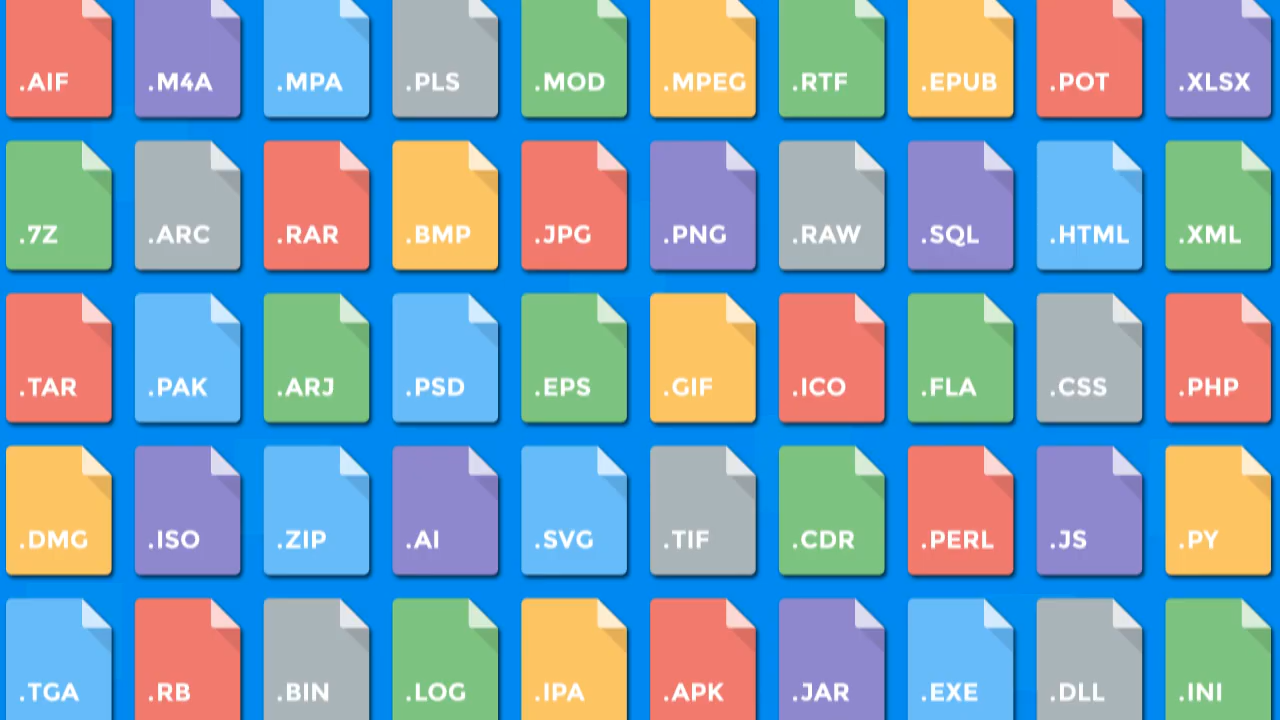 .AIF .M4A .MPA .PLS .MOD .MPEG .RTF .EPUB .POT .XLSX
.7Z .ARC .RAR .BMP .JPG .PNG .RAW .SQL .HTML .XML
.TAR .PAK .ARJ .PSD .EPS .GIF .ICO .FLA .CSS .PHP
.DMG .ISO .ZIP .AI .SVG .TIF .CDR .PERL .JS .PY
.TGA .RB .BIN .LOG .IPA .APK .JAR .EXE .DLL .INI